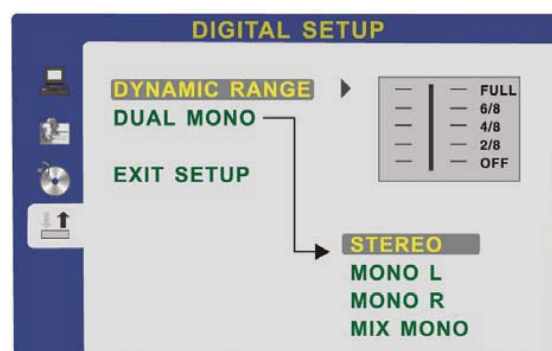 DIGITAL SETUP
DYNAMIC RANGE
DUAL MONO
EXIT SETUP
FULL
6/8
4/8
2/8
OFF
STEREO
MONO L
MONO R
MIX MONO